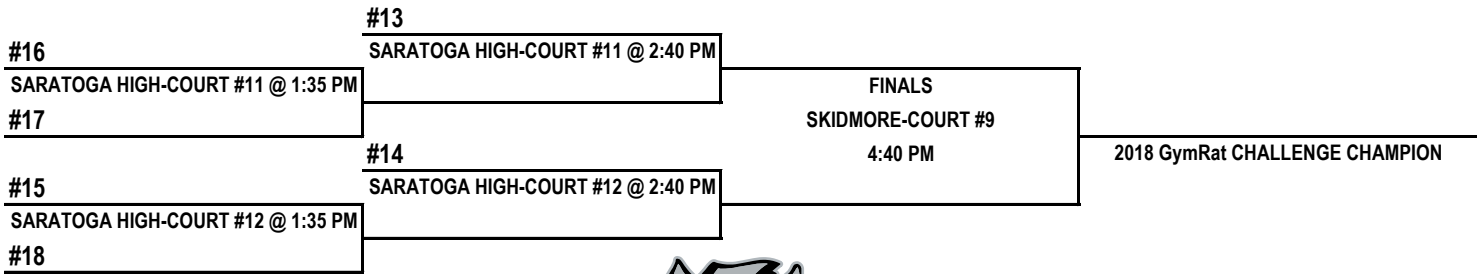 #13
#16
SARATOGA HIGH-COURT #11 @ 2:40 PM
SARATOGA HIGH-COURT #11 @ 1:35 PM
FINALS
#17
SKIDMORE-COURT #9
#14
4:40 PM
2018 GymRat CHALLENGE CHAMPION
#15
SARATOGA HIGH-COURT #12 @ 2:40 PM
SARATOGA HIGH-COURT #12 @ 1:35 PM
#18